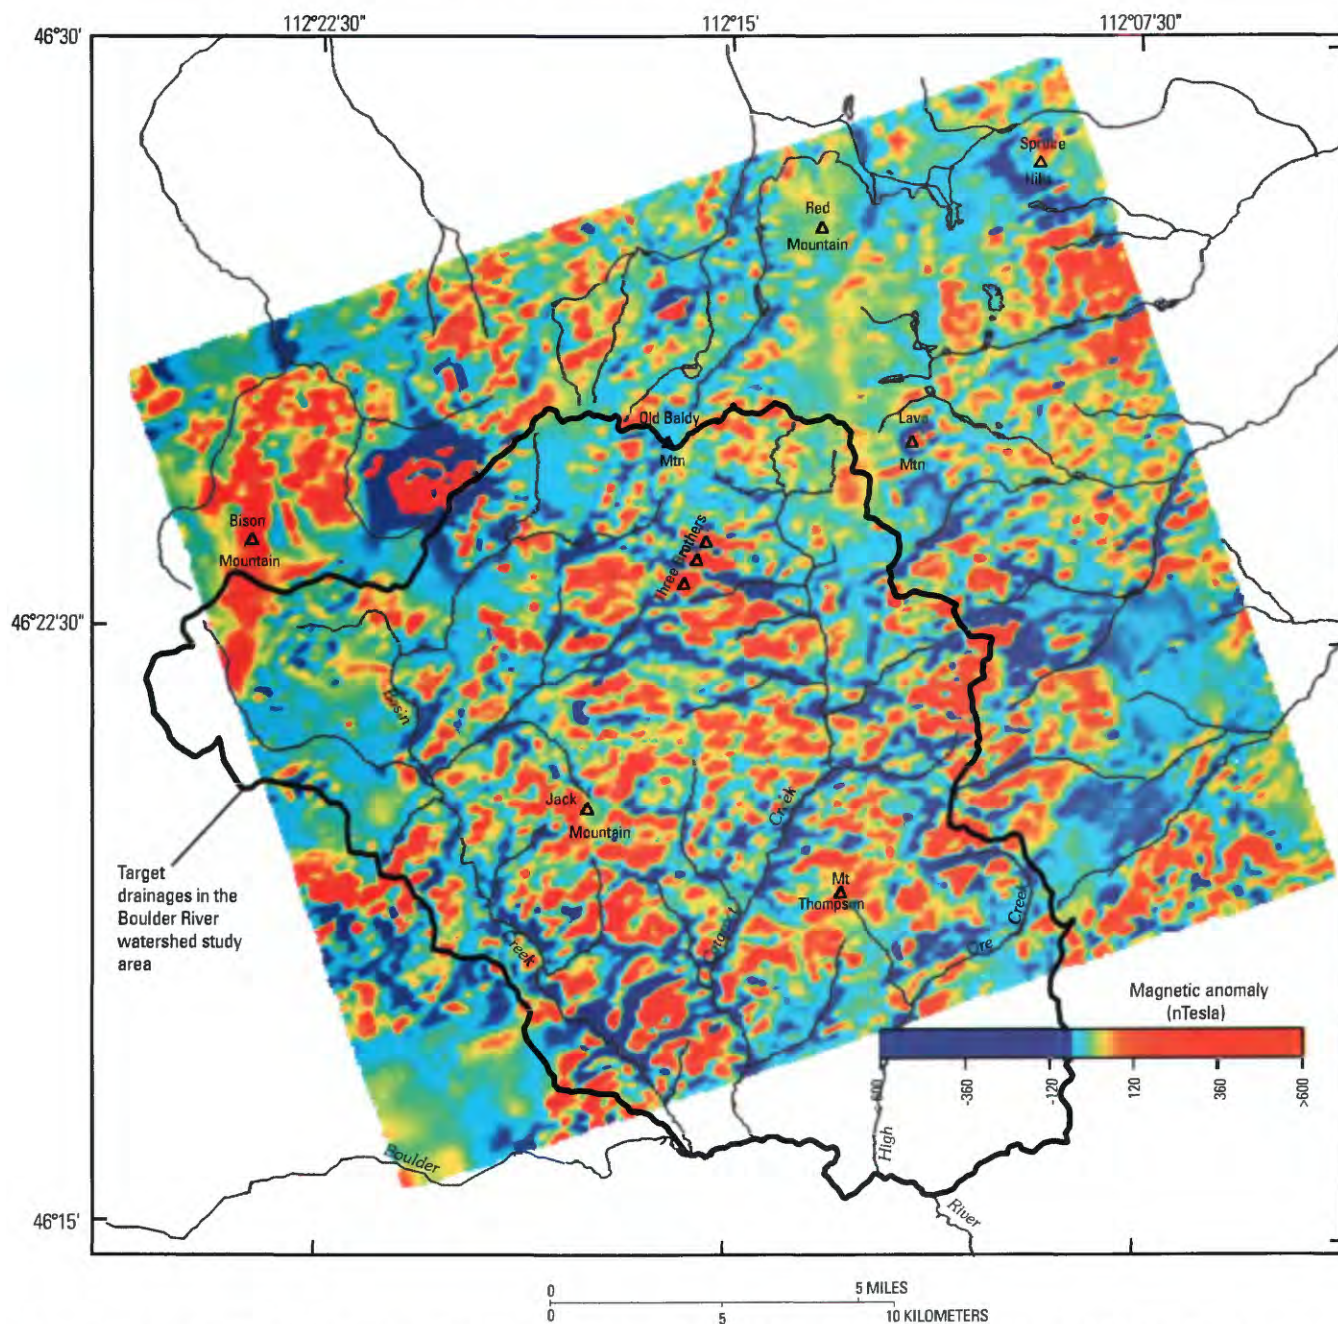 112°22'30"
112°15'
112°07'30"
46°30'
Spruce
Hills
Red
Mountain
Old Baldy
Mtn
Lava
Mtn
Bison
Mountain
Three Brothers
46°22'30"
Basin
Jack
Mountain
Creek
Mt
Thompson
Target
drainages in the
Boulder River
watershed study
area
Creek
Cataract
Ore Creek
Magnetic anomaly
(nTesla)
-600
-360
-120
120
360
>600
High
Boulder
River
46°15'
0
5 MILES
0
5
10 KILOMETERS